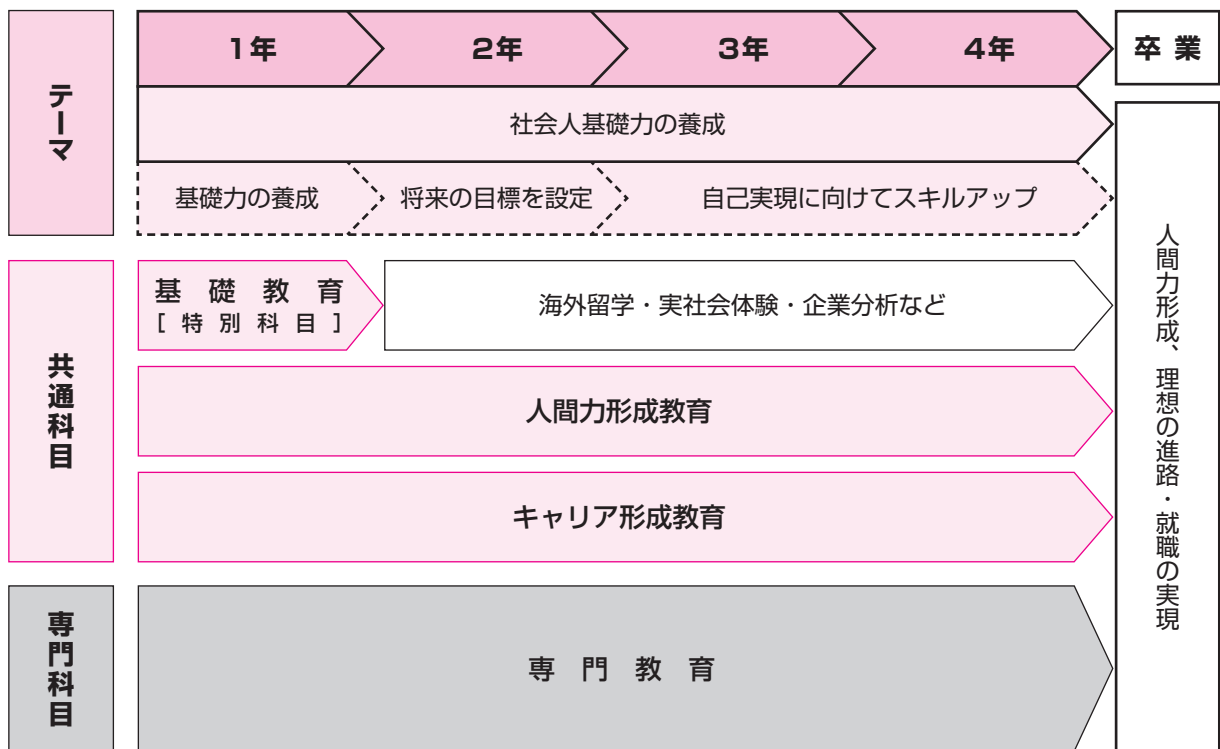 テーマ
1年
2年
3年
4年
卒業
社会人基礎力の養成
基礎力の養成
将来の目標を設定
自己実現に向けてスキルアップ
共通科目
基礎教育
[特別科目]
海外留学・実社会体験・企業分析など
人間力形成教育
キャリア形成教育
専門科目
専門教育
人間力形成、理想の進路・就職の実現